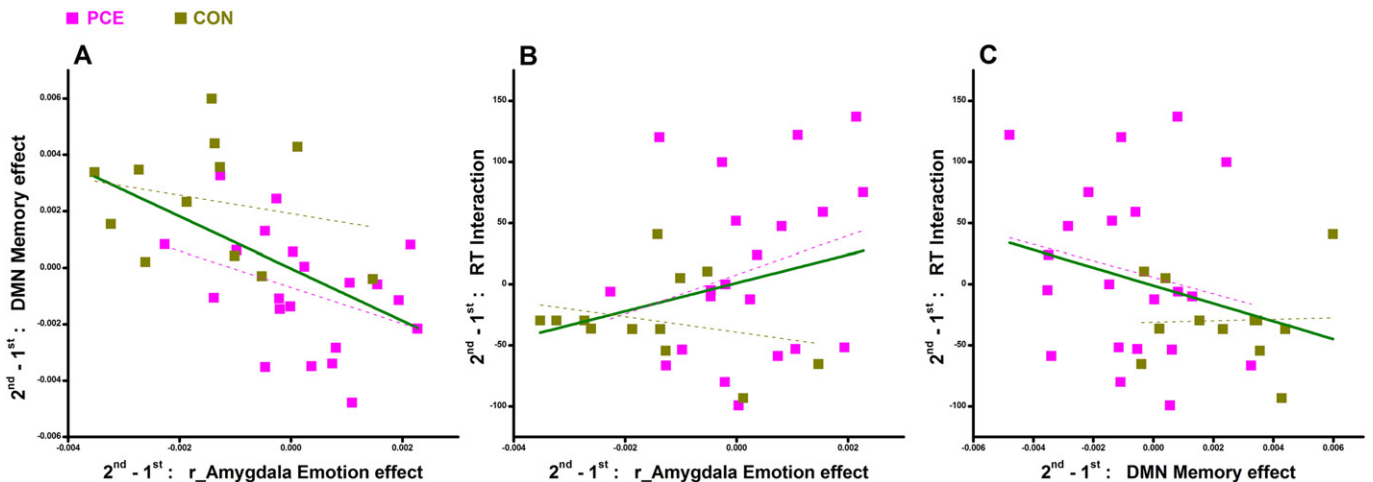 PCE CON
A B C
0.006
0.004
0.002
0.000
-0.002
-0.004
-0.006
2nd - 1st : DMN Memory effect
-0.004 -0.002 0.000 0.002
2nd - 1st : r_Amygdala Emotion effect
150
100
50
0
-50
-100
2nd - 1st : RT Interaction
-0.004 -0.002 0.000 0.002
2nd - 1st : r_Amygdala Emotion effect
150
100
50
0
-50
-100
2nd - 1st : RT Interaction
-0.006 -0.004 -0.002 0.000 0.002 0.004 0.006
2nd - 1st : DMN Memory effect